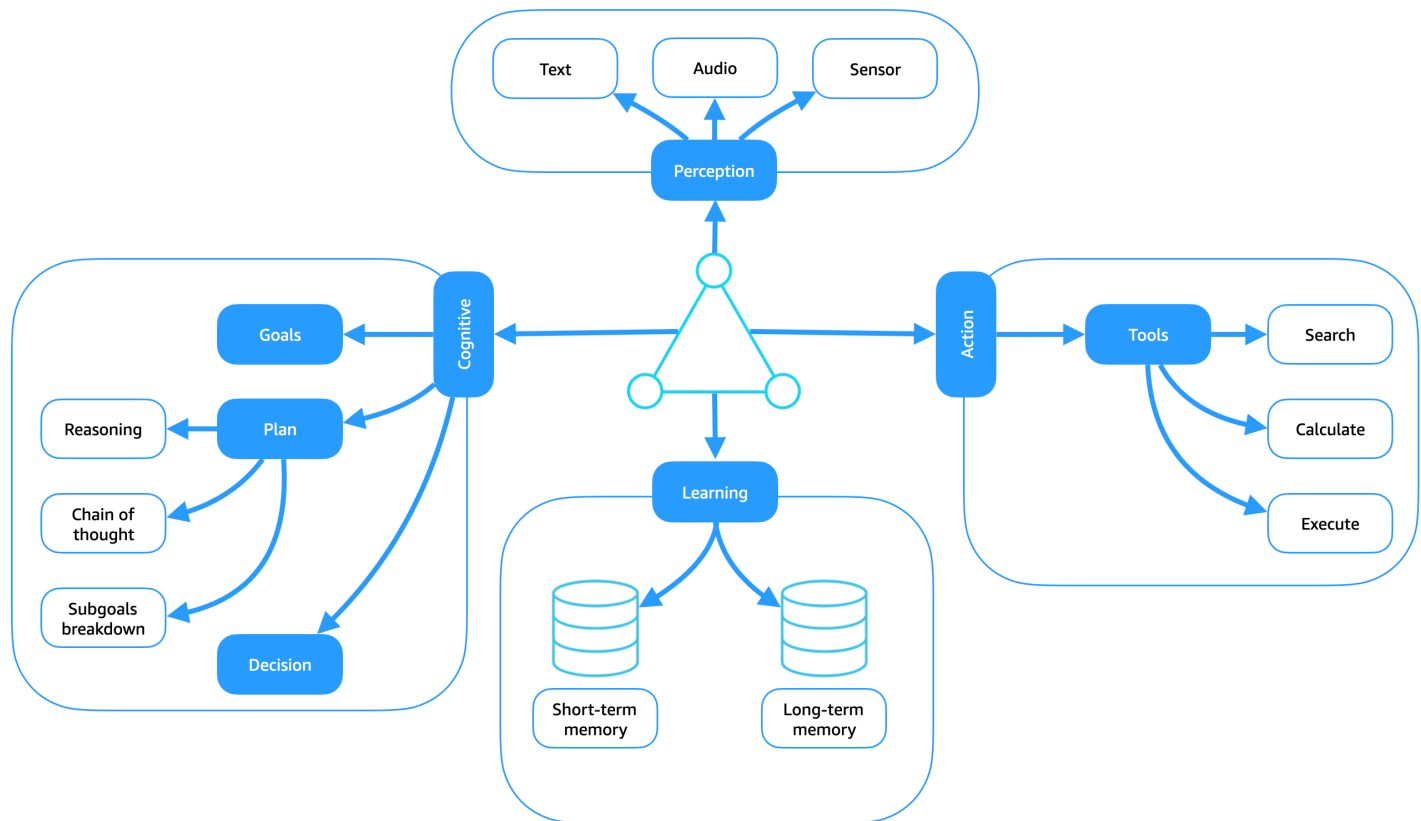 Text
Audio
Sensor
Perception
Cognitive
Goals
Plan
Reasoning
Chain of
thought
Subgoals
breakdown
Decision
Learning
Short-term
memory
Long-term
memory
Action
Tools
Search
Calculate
Execute